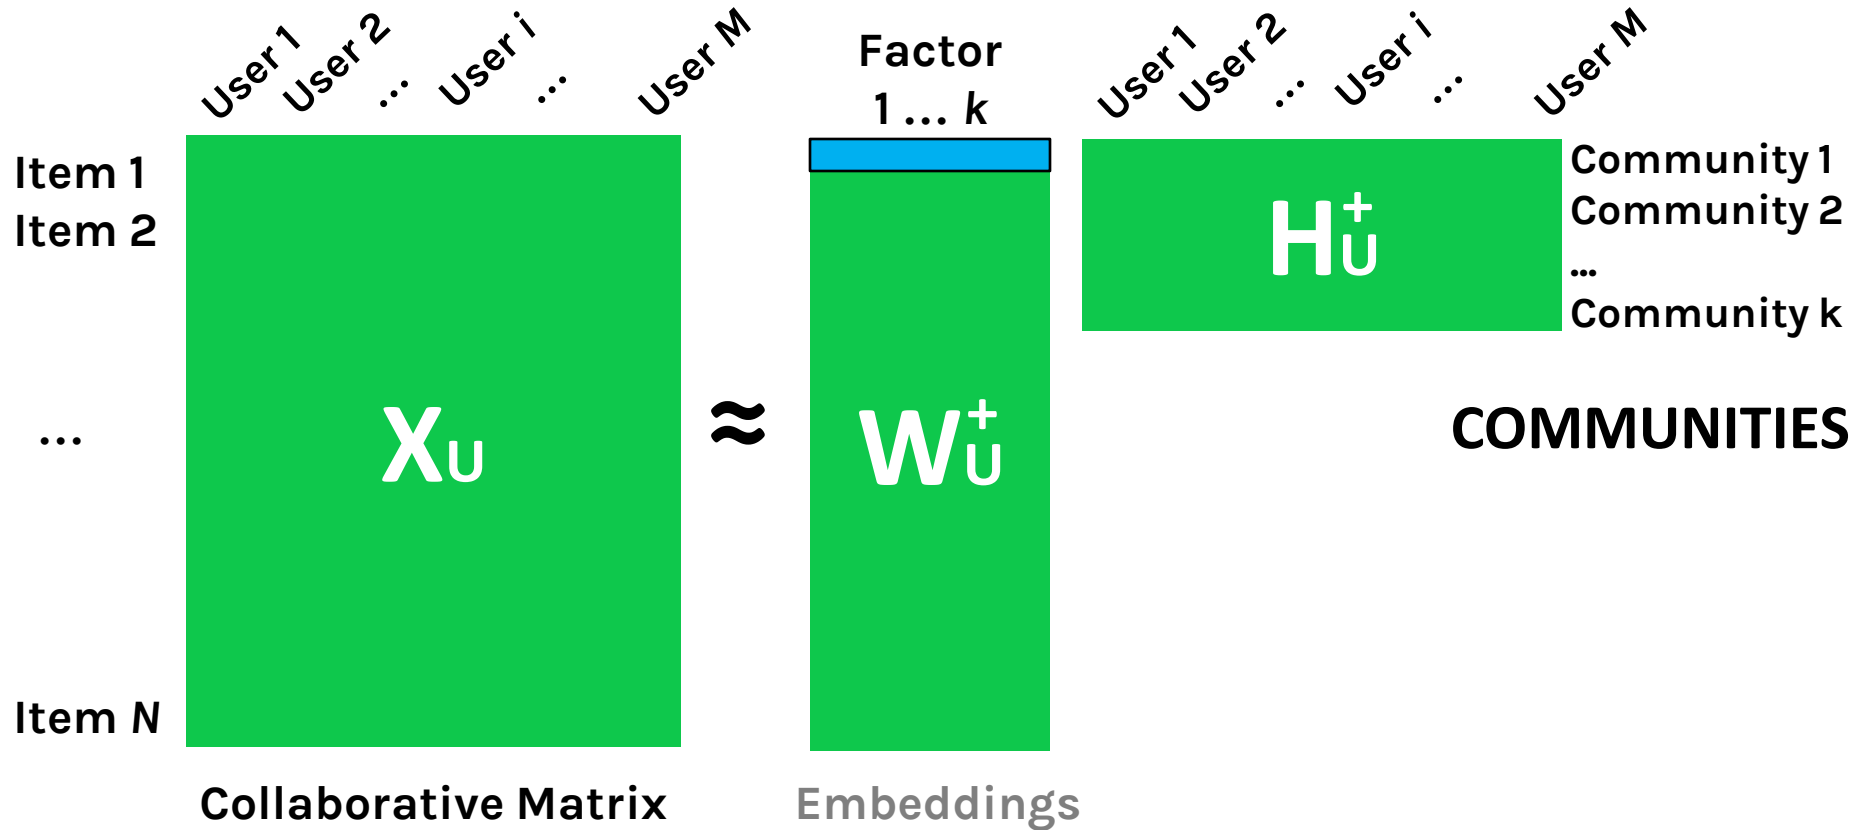 User 1
User 2
...
User i
...
User M
Factor
1 ... k
User 1
User 2
...
User i
...
User M
Item 1
Item 2
...
Item N
X U
≈
W + U
H + U
Community 1
Community 2
...
Community k
COMMUNITIES
Collaborative Matrix
Embeddings